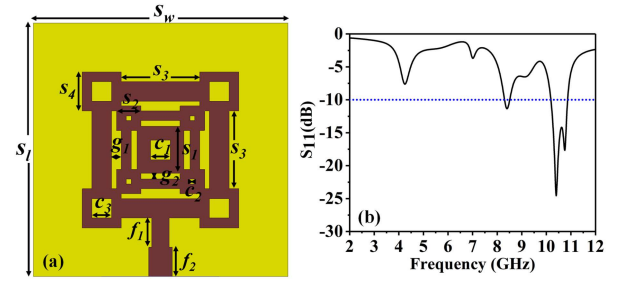 s_w
s_4
s_3
s_2
s_l
g_1
c_1
s_1
s_3
g_2
c_2
c_3
f_1
f_2
(a)
S11(dB)
0
-5
-10
-15
-20
-25
-30
(b)
2 3 4 5 6 7 8 9 10 11 12
Frequency (GHz)